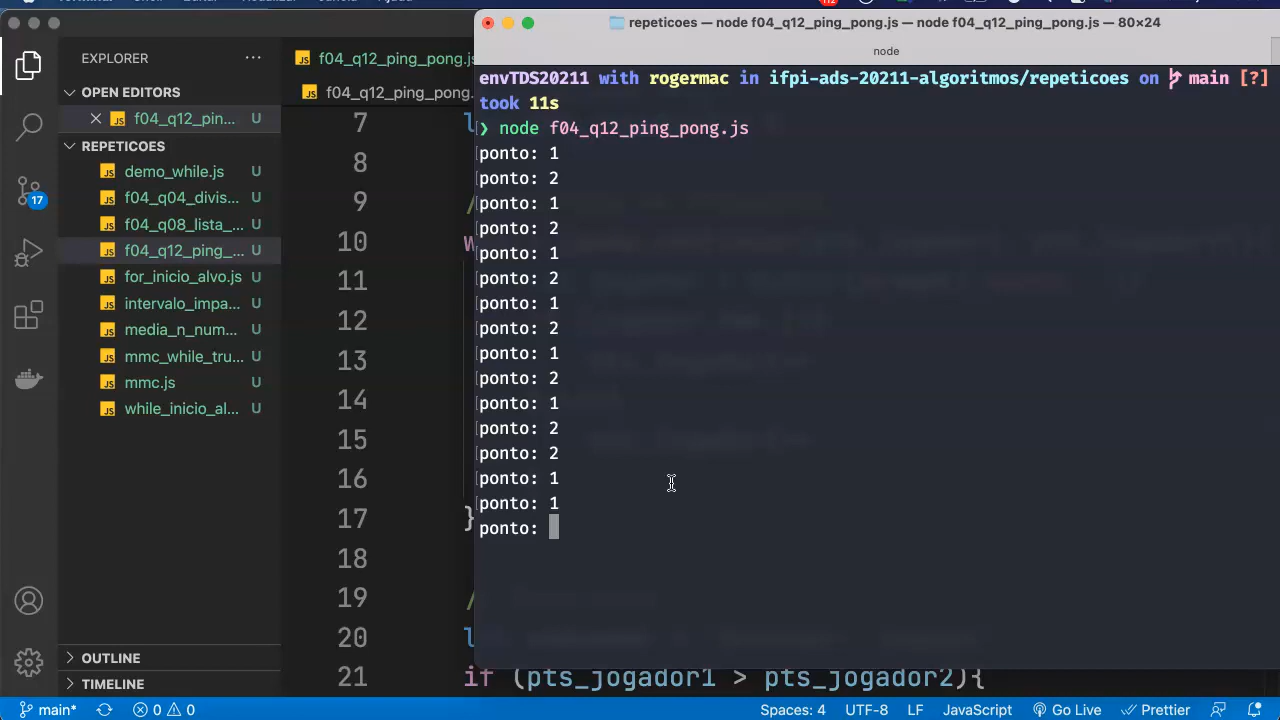 repeticoes — node f04_q12_ping_pong.js — node f04_q12_ping_pong.js — 80×24
node
EXPLORER
OPEN EDITORS
f04_q12_pin... U
REPETICOES
demo_while.js U
f04_q04_divis... U
f04_q08_lista_... U
f04_q12_ping_... U
for_inicio_alvo.js U
intervalo_impa... U
media_n_num... U
mmc_while_tru... U
mmc.js U
while_inicio_al... U
OUTLINE
TIMELINE
17
JS f04_q12_ping_pong.js
JS f04_q12_ping_pong.
7
8
9
10
11
12
13
14
15
16
17 }
18
19
20
21 if (pts_jogador1 > pts_jogador2){
envTDS20211 with rogermac in ifpi-ads-20211-algoritmos/repeticoes on main [?]
took 11s
❯ node f04_q12_ping_pong.js
ponto: 1
ponto: 2
ponto: 1
ponto: 2
ponto: 1
ponto: 2
ponto: 1
ponto: 2
ponto: 1
ponto: 2
ponto: 1
ponto: 2
ponto: 2
ponto: 1
ponto: 1
ponto:
main* 0 0 Spaces: 4 UTF-8 LF JavaScript Go Live Prettier